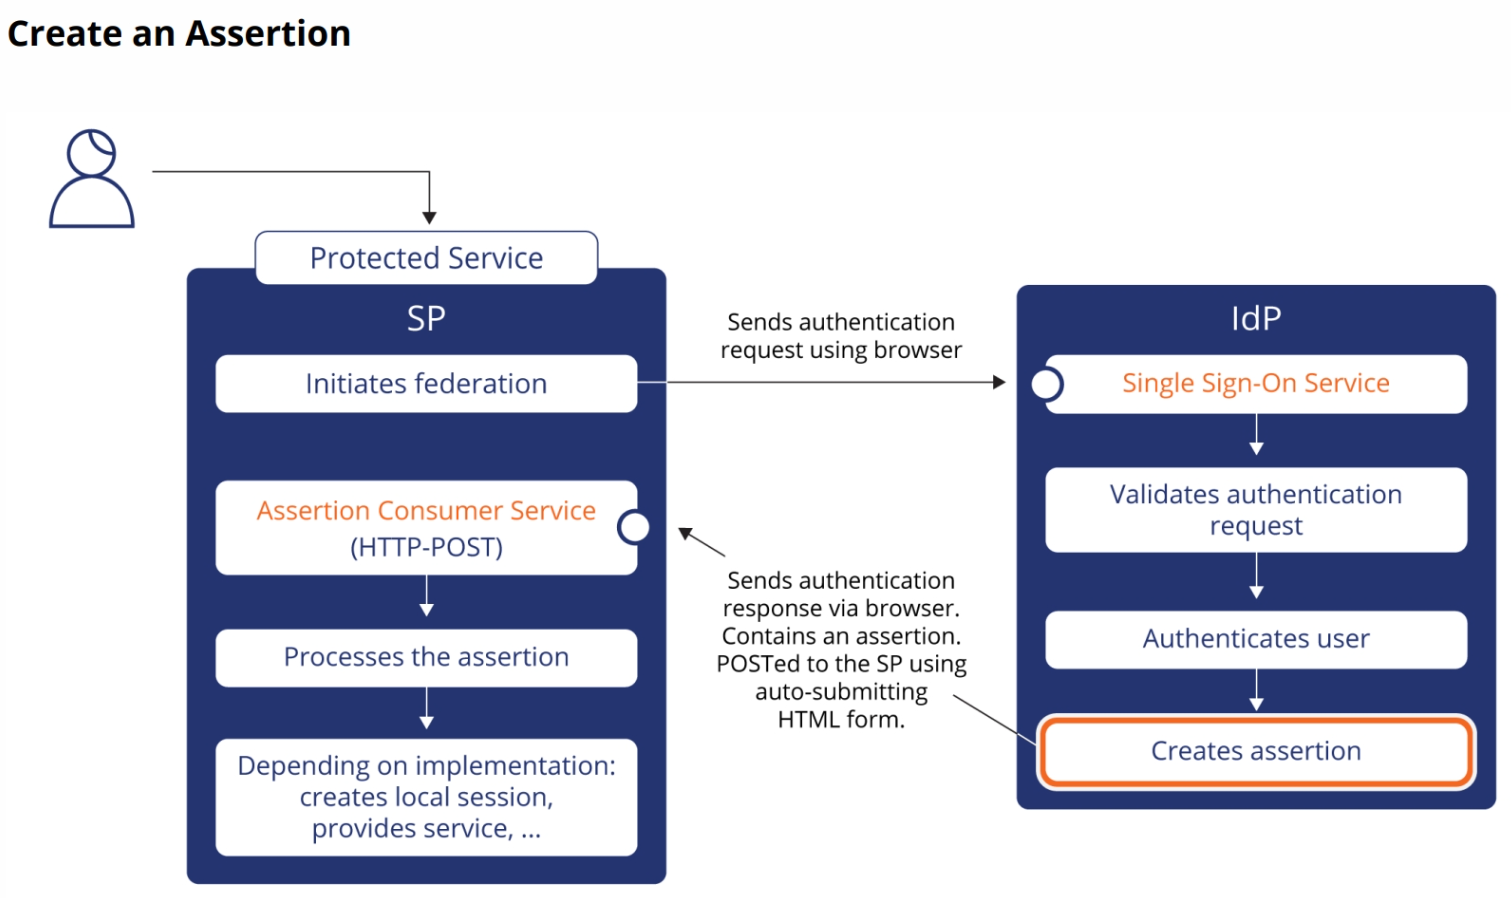 Create an Assertion
Protected Service
SP
Initiates federation
Sends authentication
request using browser
IdP
Single Sign-On Service
Validates authentication
request
Authenticates user
Creates assertion
Sends authentication
response via browser.
Contains an assertion.
POSTed to the SP using
auto-submitting
HTML form.
Assertion Consumer Service
(HTTP-POST)
Processes the assertion
Depending on implementation:
creates local session,
provides service, ...